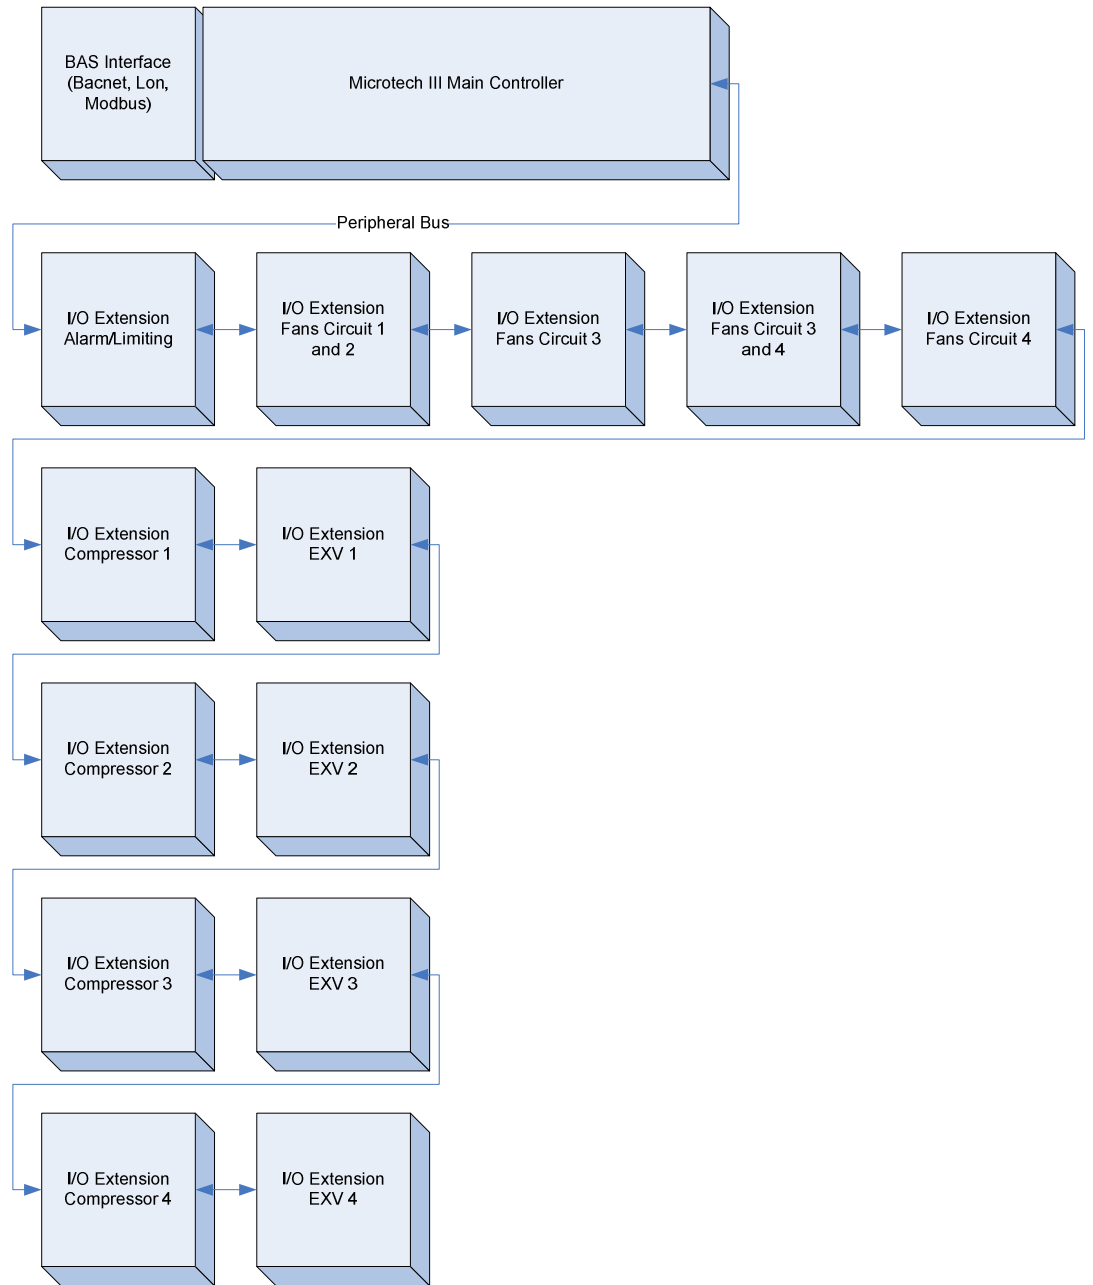 BAS Interface
(Bacnet, Lon,
Modbus)
Microtech III Main Controller
Peripheral Bus
I/O Extension
Alarm/Limiting
I/O Extension
Fans Circuit 1
and 2
I/O Extension
Fans Circuit 3
I/O Extension
Fans Circuit 3
and 4
I/O Extension
Fans Circuit 4
I/O Extension
Compressor 1
I/O Extension
EXV 1
I/O Extension
Compressor 2
I/O Extension
EXV 2
I/O Extension
Compressor 3
I/O Extension
EXV 3
I/O Extension
Compressor 4
I/O Extension
EXV 4